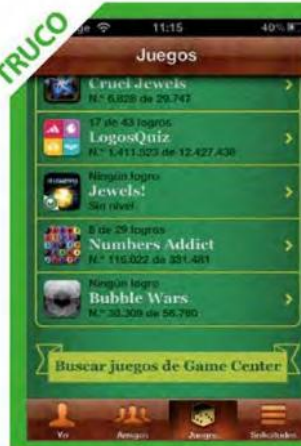 TRUCO
11:15
40%
Juegos
Cruel Jewels
N.º 6.828 de 29.747
17 de 43 logros
LogosQuiz
N.º 1.411.523 de 12.427.438
Ningún logro
Jewels!
Sin nivel
8 de 29 logros
Numbers Addict
N.º 116.022 de 331.481
Ningún logro
Bubble Wars
N.º 38.309 de 56.780
Buscar juegos de Game Center
Yo
Amigos
Juegos
Solicitudes